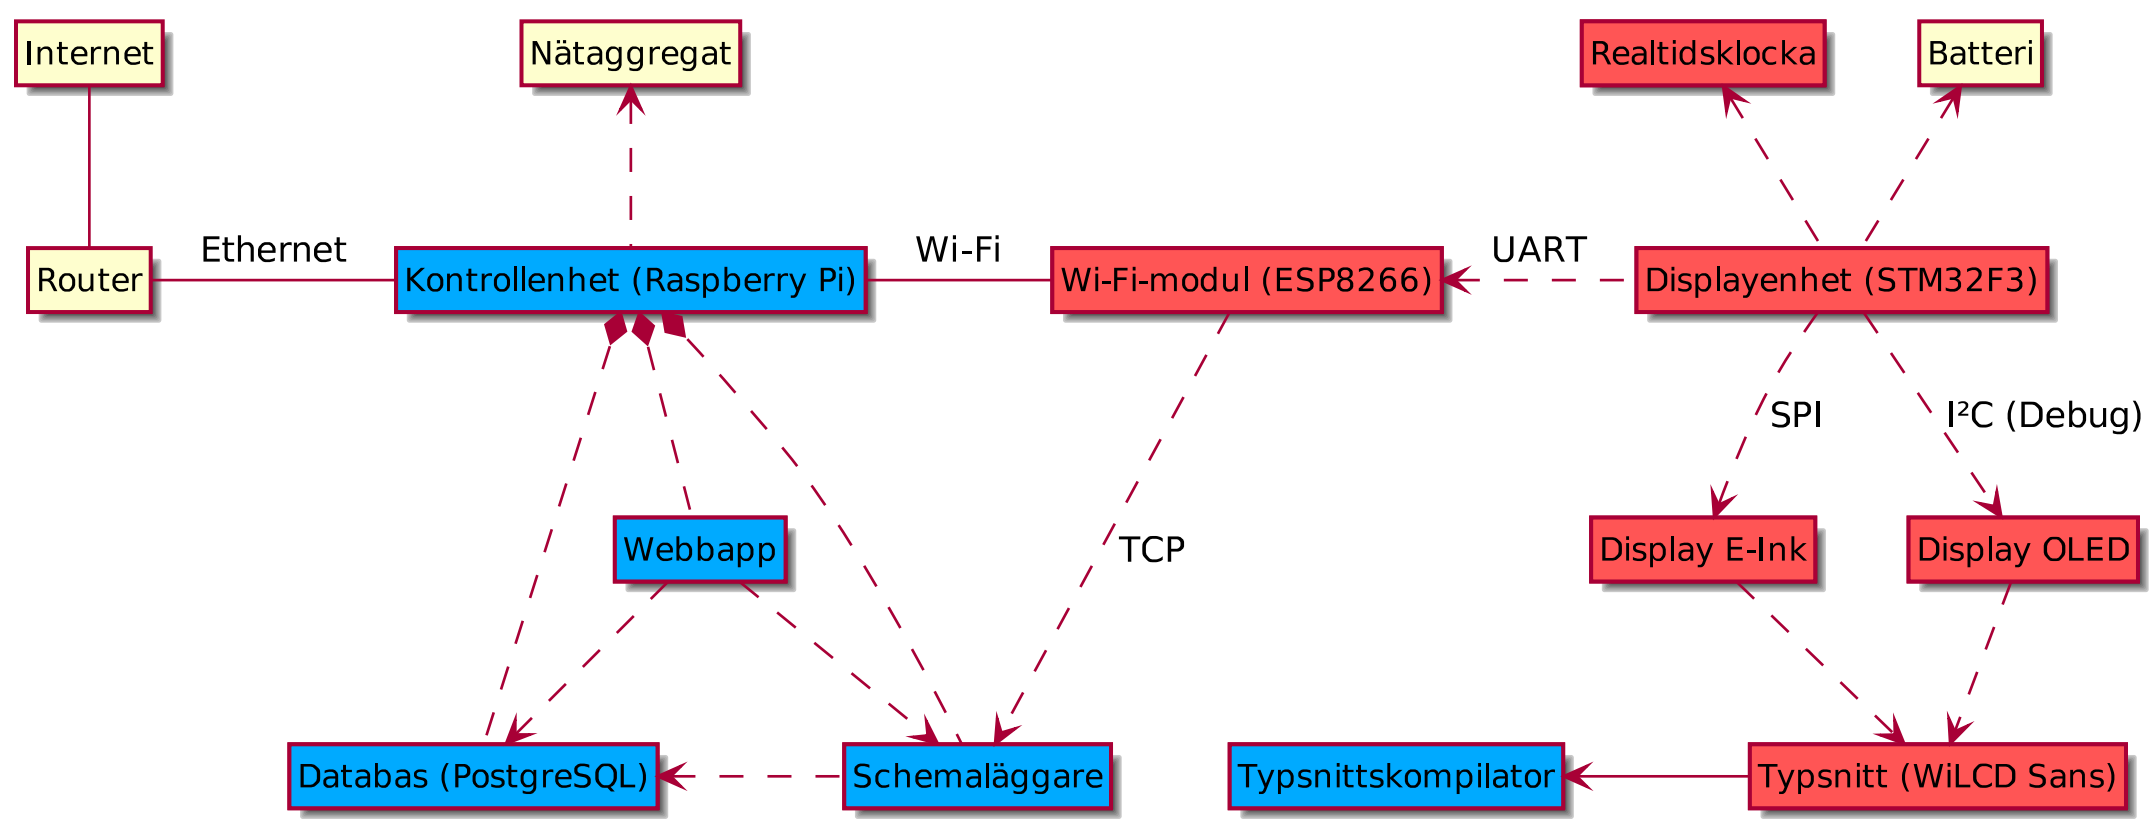 Internet
Nätaggregat
Realtidsklocka
Batteri
Ethernet
Wi-Fi
UART
Router
Kontrollenhet (Raspberry Pi)
Wi-Fi-modul (ESP8266)
Displayenhet (STM32F3)
SPI
I²C (Debug)
Webbapp
TCP
Display E-Ink
Display OLED
Databas (PostgreSQL)
Schemaläggare
Typsnittskompilator
Typsnitt (WiLCD Sans)